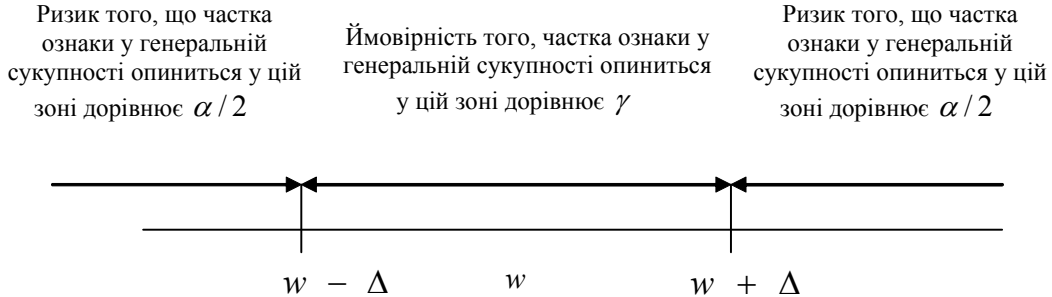 Ризик того, що частка
ознаки у генеральній
сукупності опиниться у цій
зоні дорівнює α / 2
Ймовірність того, частка ознаки у
генеральній сукупності опиниться
у цій зоні дорівнює γ
Ризик того, що частка
ознаки у генеральній
сукупності опиниться у цій
зоні дорівнює α / 2
w − Δ
w
w + Δ